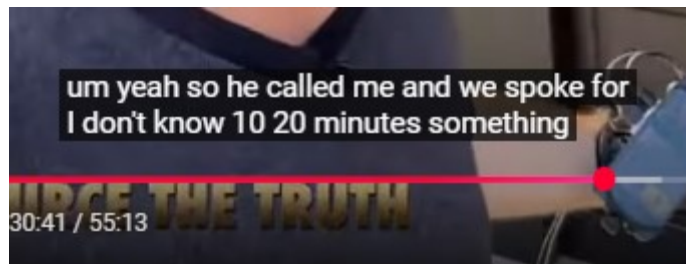 um yeah so he called me and we spoke for
I don't know 10 20 minutes something
THE TRUTH
30:41 / 55:13